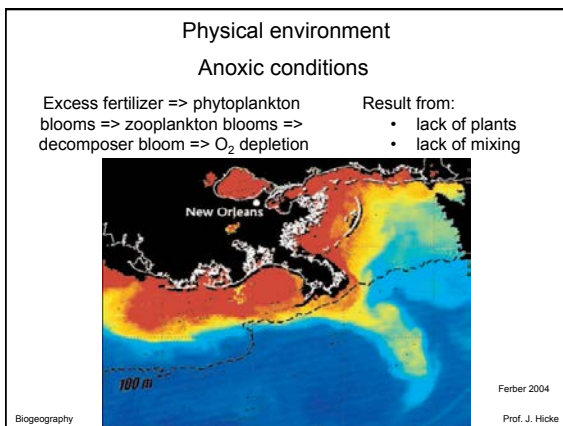 Physical environment
Anoxic conditions
Excess fertilizer => phytoplankton
blooms => zooplankton blooms =>
decomposer bloom => O₂ depletion
Result from:
• lack of plants
• lack of mixing
New Orleans
100 m
Ferber 2004
Biogeography
Prof. J. Hicke